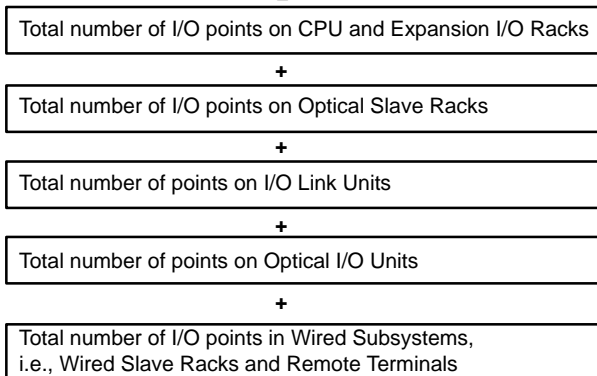 Total number of I/O points on CPU and Expansion I/O Racks
+
Total number of I/O points on Optical Slave Racks
+
Total number of points on I/O Link Units
+
Total number of points on Optical I/O Units
+
Total number of I/O points in Wired Subsystems,
i.e., Wired Slave Racks and Remote Terminals